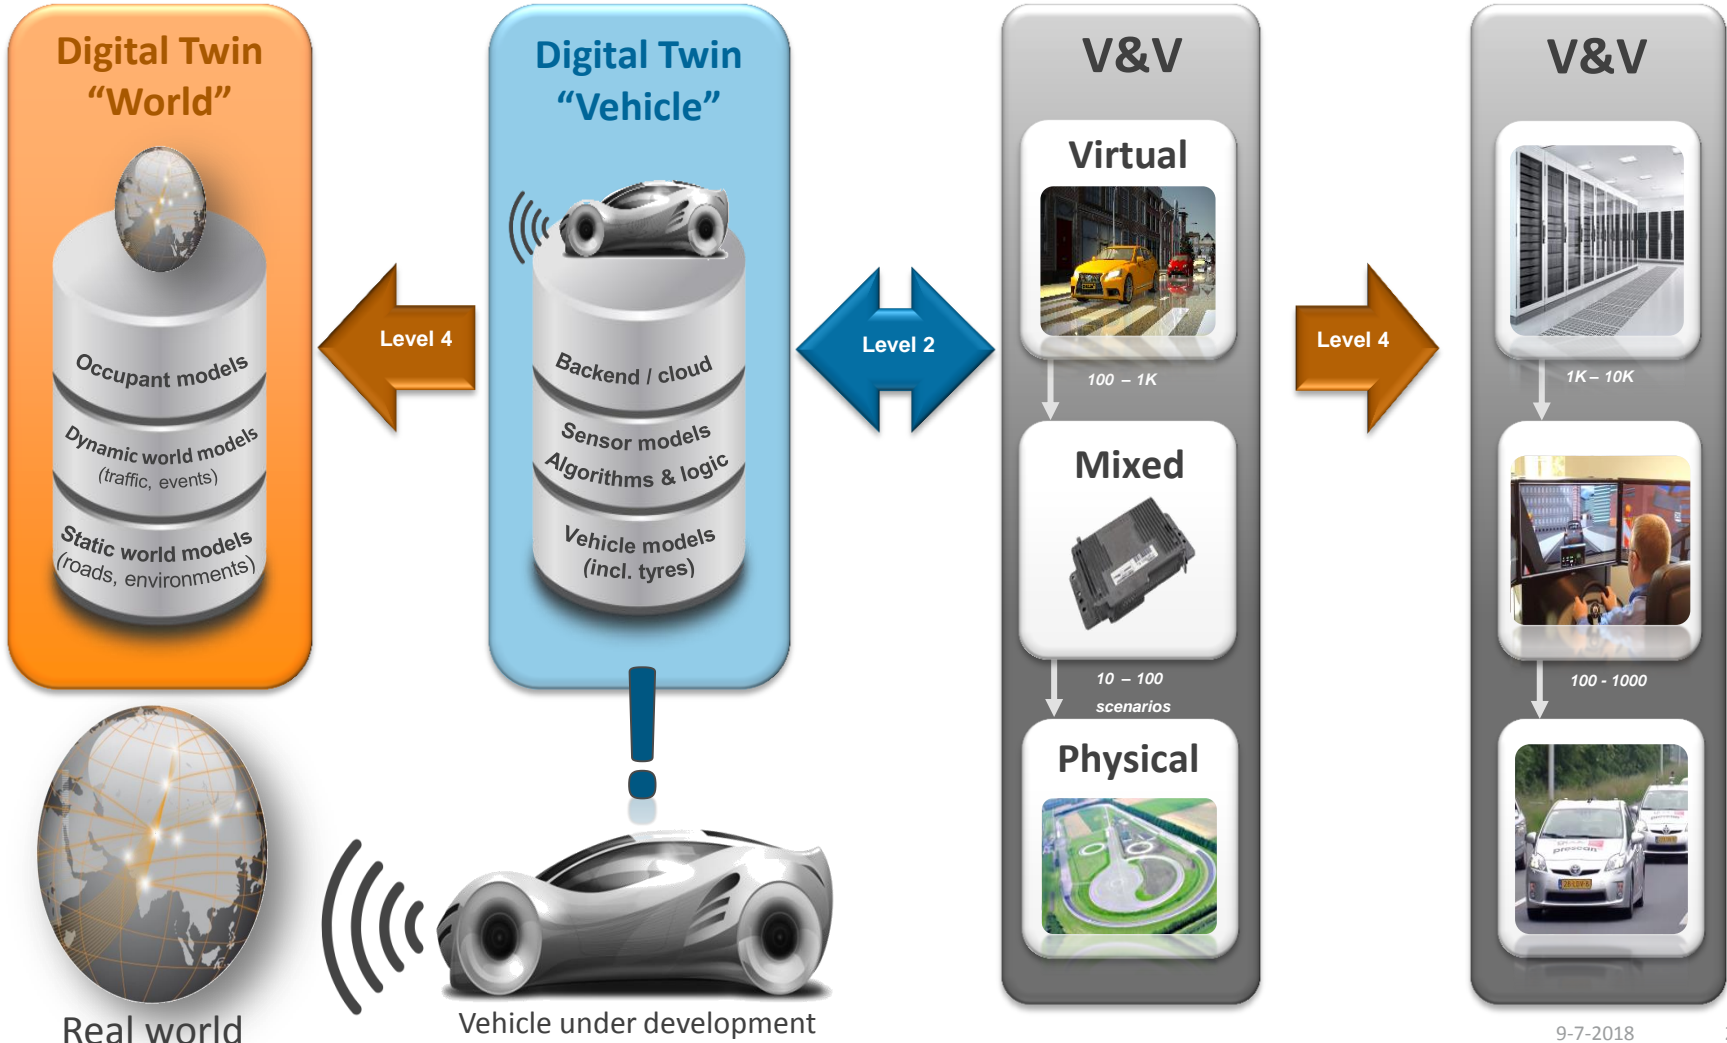 Digital Twin
“World”
Occupant models
Dynamic world models
(traffic, events)
Static world models
(roads, environments)
Real world
Digital Twin
“Vehicle”
Backend / cloud
Sensor models
Algorithms & logic
Vehicle models
(incl. tyres)
Vehicle under development
Level 4
Level 2
V&V
Virtual
100 – 1K
Mixed
10 – 100
scenarios
Physical
Level 4
V&V
1K – 10K
100 - 1000
prescan
9-7-2018